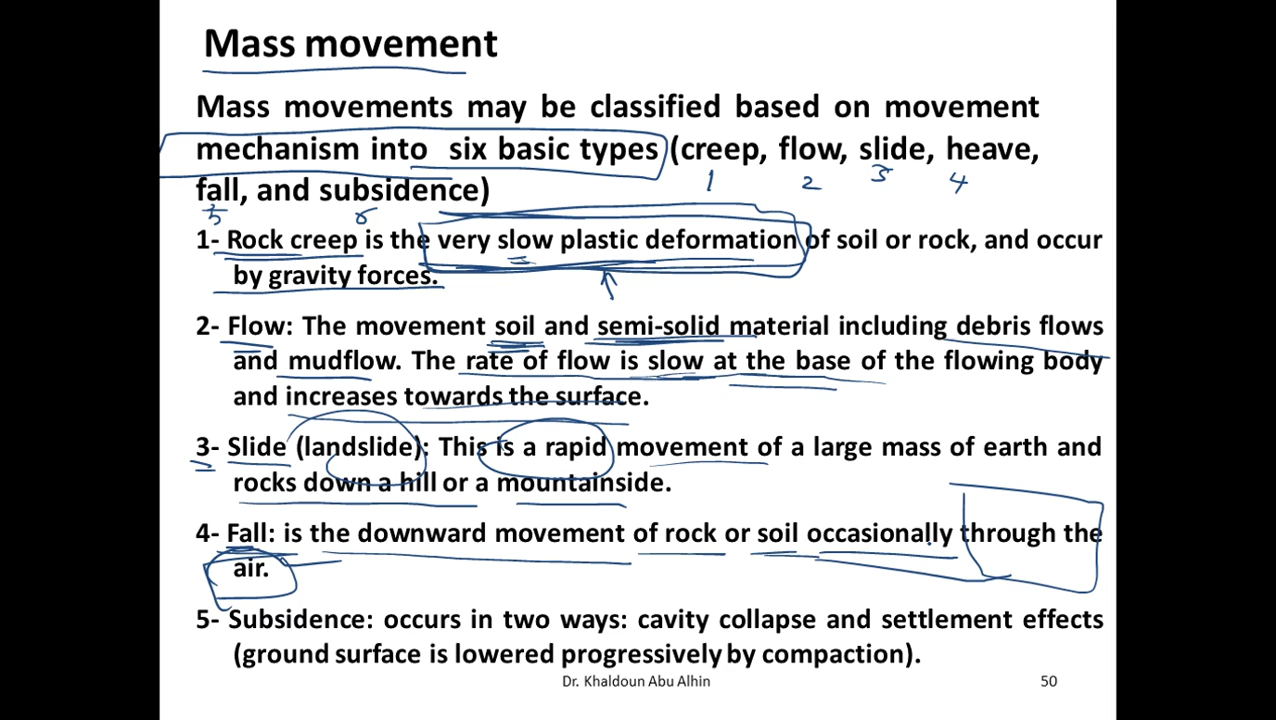 Mass movement
Mass movements may be classified based on movement
mechanism into six basic types (creep, flow, slide, heave,
1 2 3 4
fall, and subsidence)
5 6
1- Rock creep is the very slow plastic deformation of soil or rock, and occur
by gravity forces.
2- Flow: The movement soil and semi-solid material including debris flows
and mudflow. The rate of flow is slow at the base of the flowing body
and increases towards the surface.
3- Slide (landslide): This is a rapid movement of a large mass of earth and
rocks down a hill or a mountainside.
4- Fall: is the downward movement of rock or soil occasionally through the
air.
5- Subsidence: occurs in two ways: cavity collapse and settlement effects
(ground surface is lowered progressively by compaction).
Dr. Khaldoun Abu Alhin 50